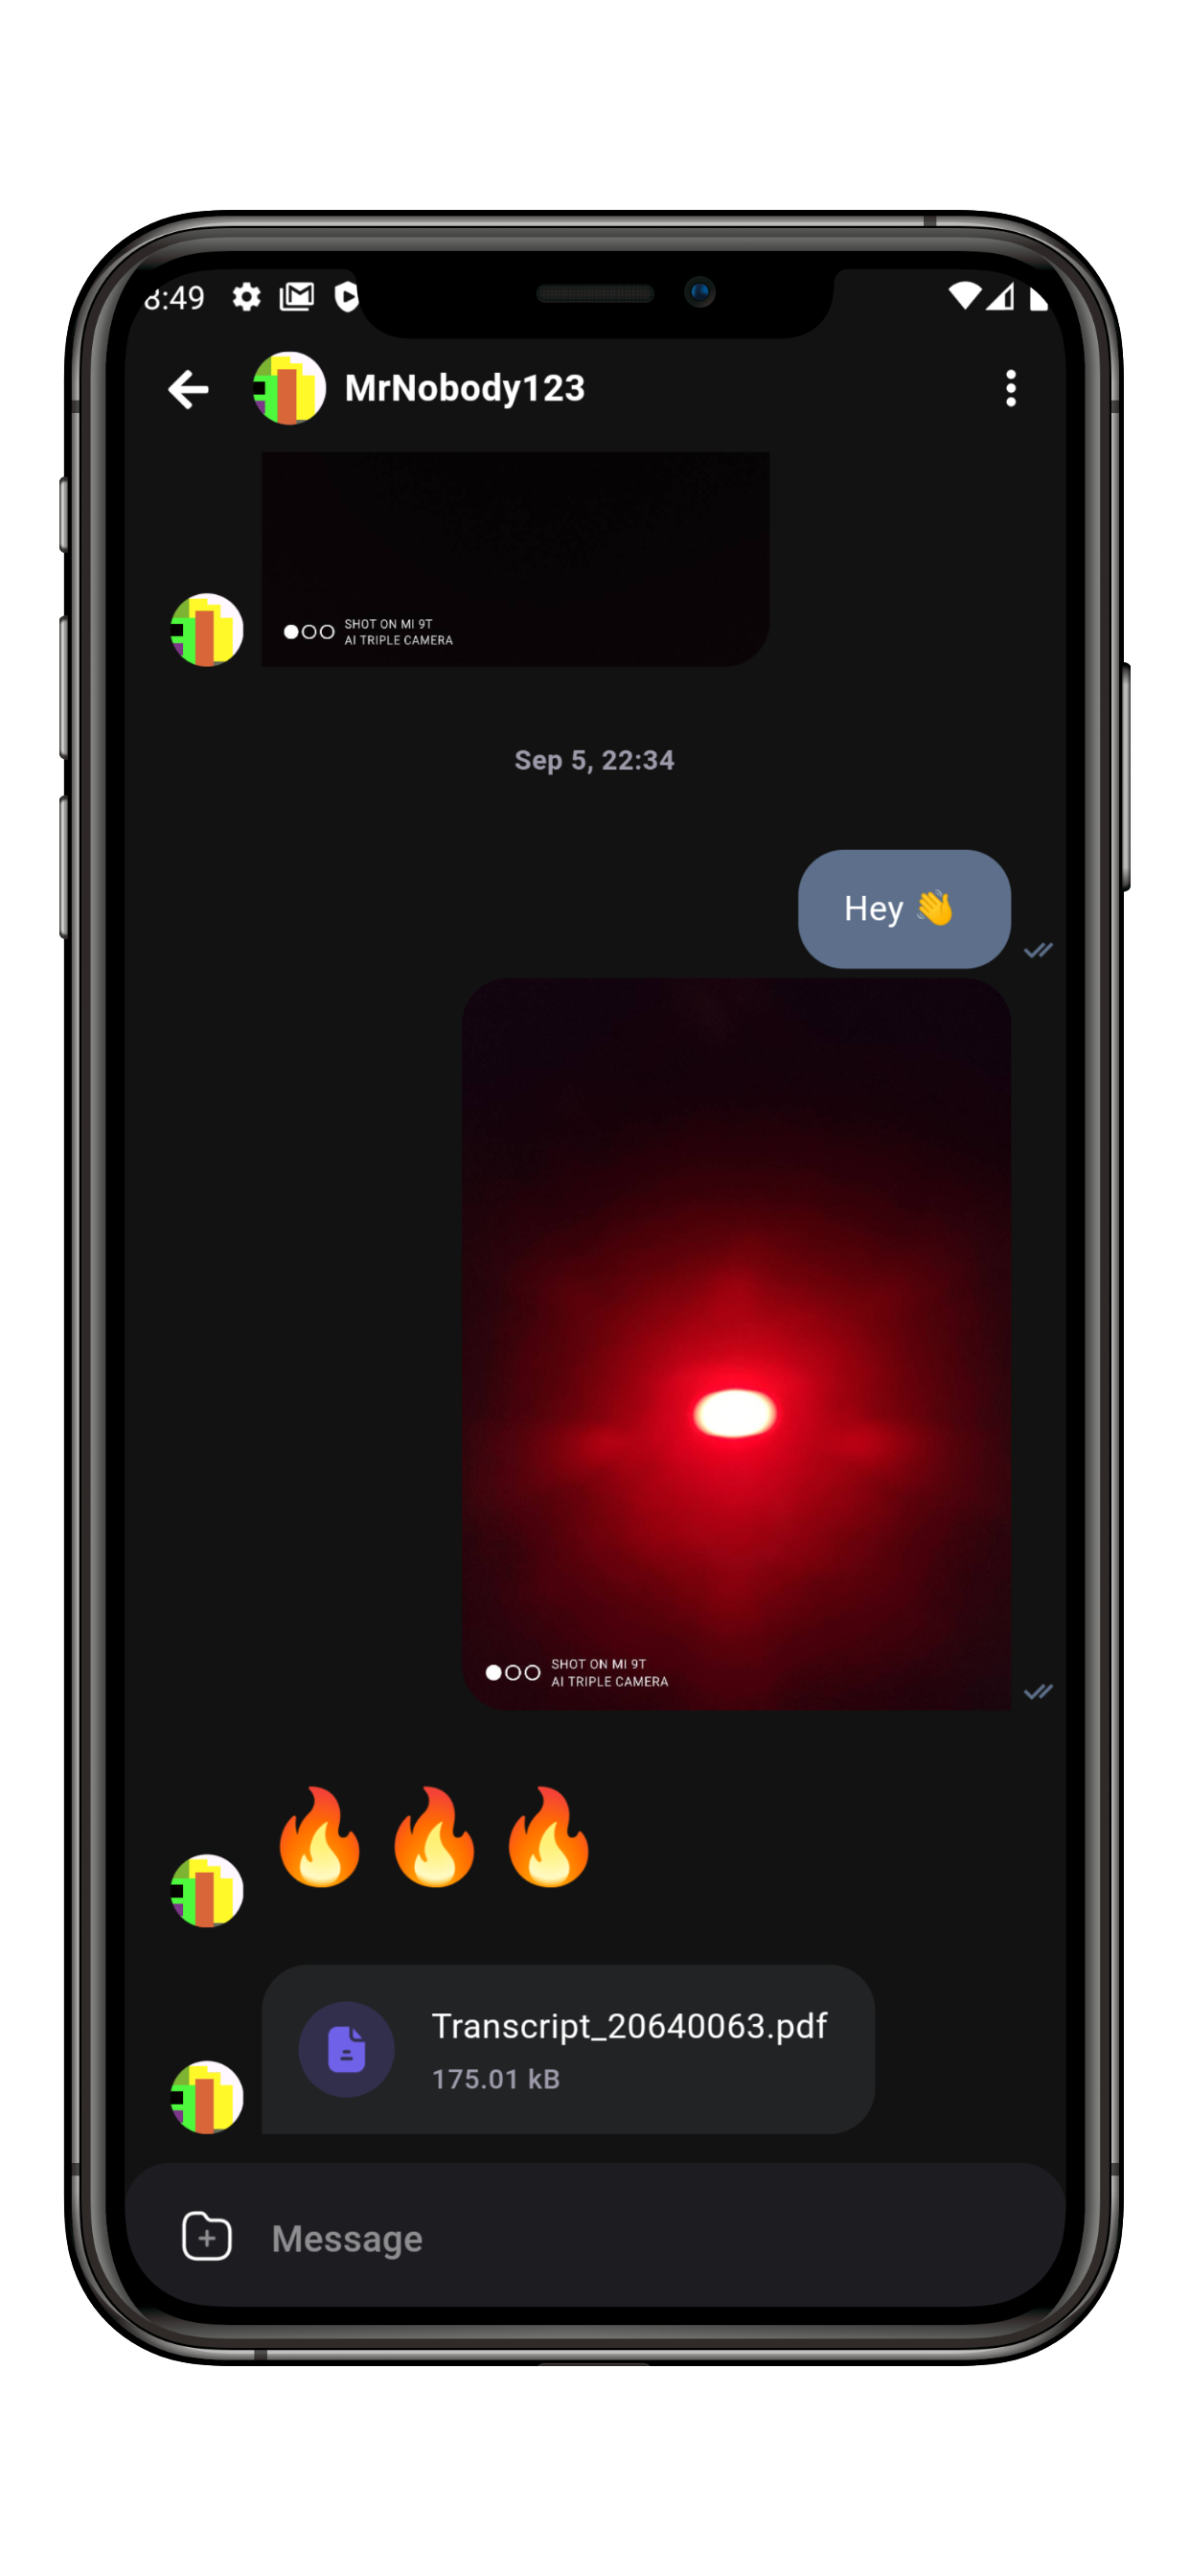 8:49
MrNobody123
SHOT ON MI 9T
AI TRIPLE CAMERA
Sep 5, 22:34
Hey 👋
SHOT ON MI 9T
AI TRIPLE CAMERA
🔥🔥🔥
Transcript_20640063.pdf
175.01 kB
Message